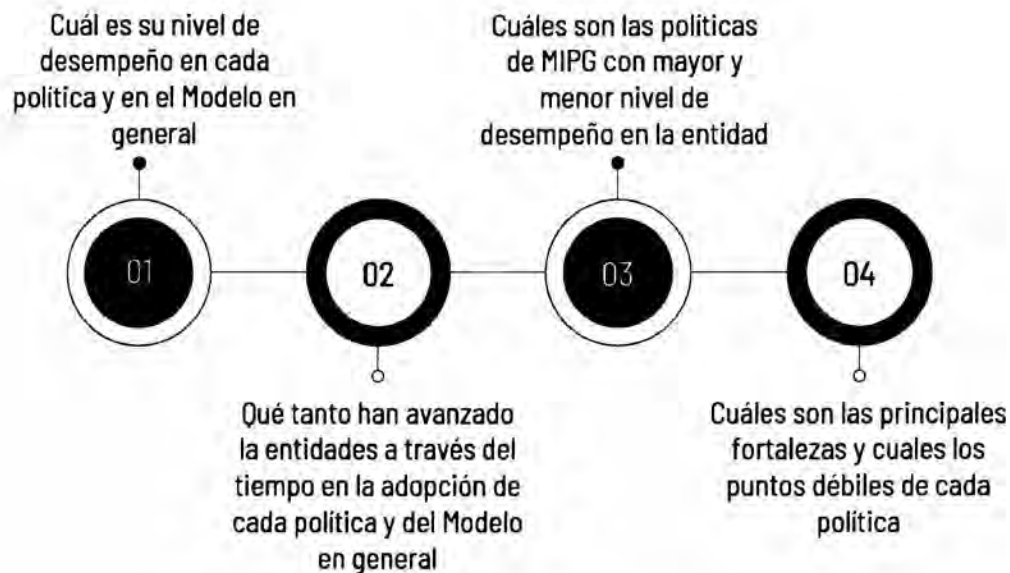 Cuál es su nivel de
desempeño en cada
política y en el Modelo en
general
01
02
Qué tanto han avanzado
la entidades a través del
tiempo en la adopción de
cada política y del Modelo
en general
Cuáles son las políticas
de MIPG con mayor y
menor nivel de
desempeño en la entidad
03
04
Cuáles son las principales
fortalezas y cuales los
puntos débiles de cada
política